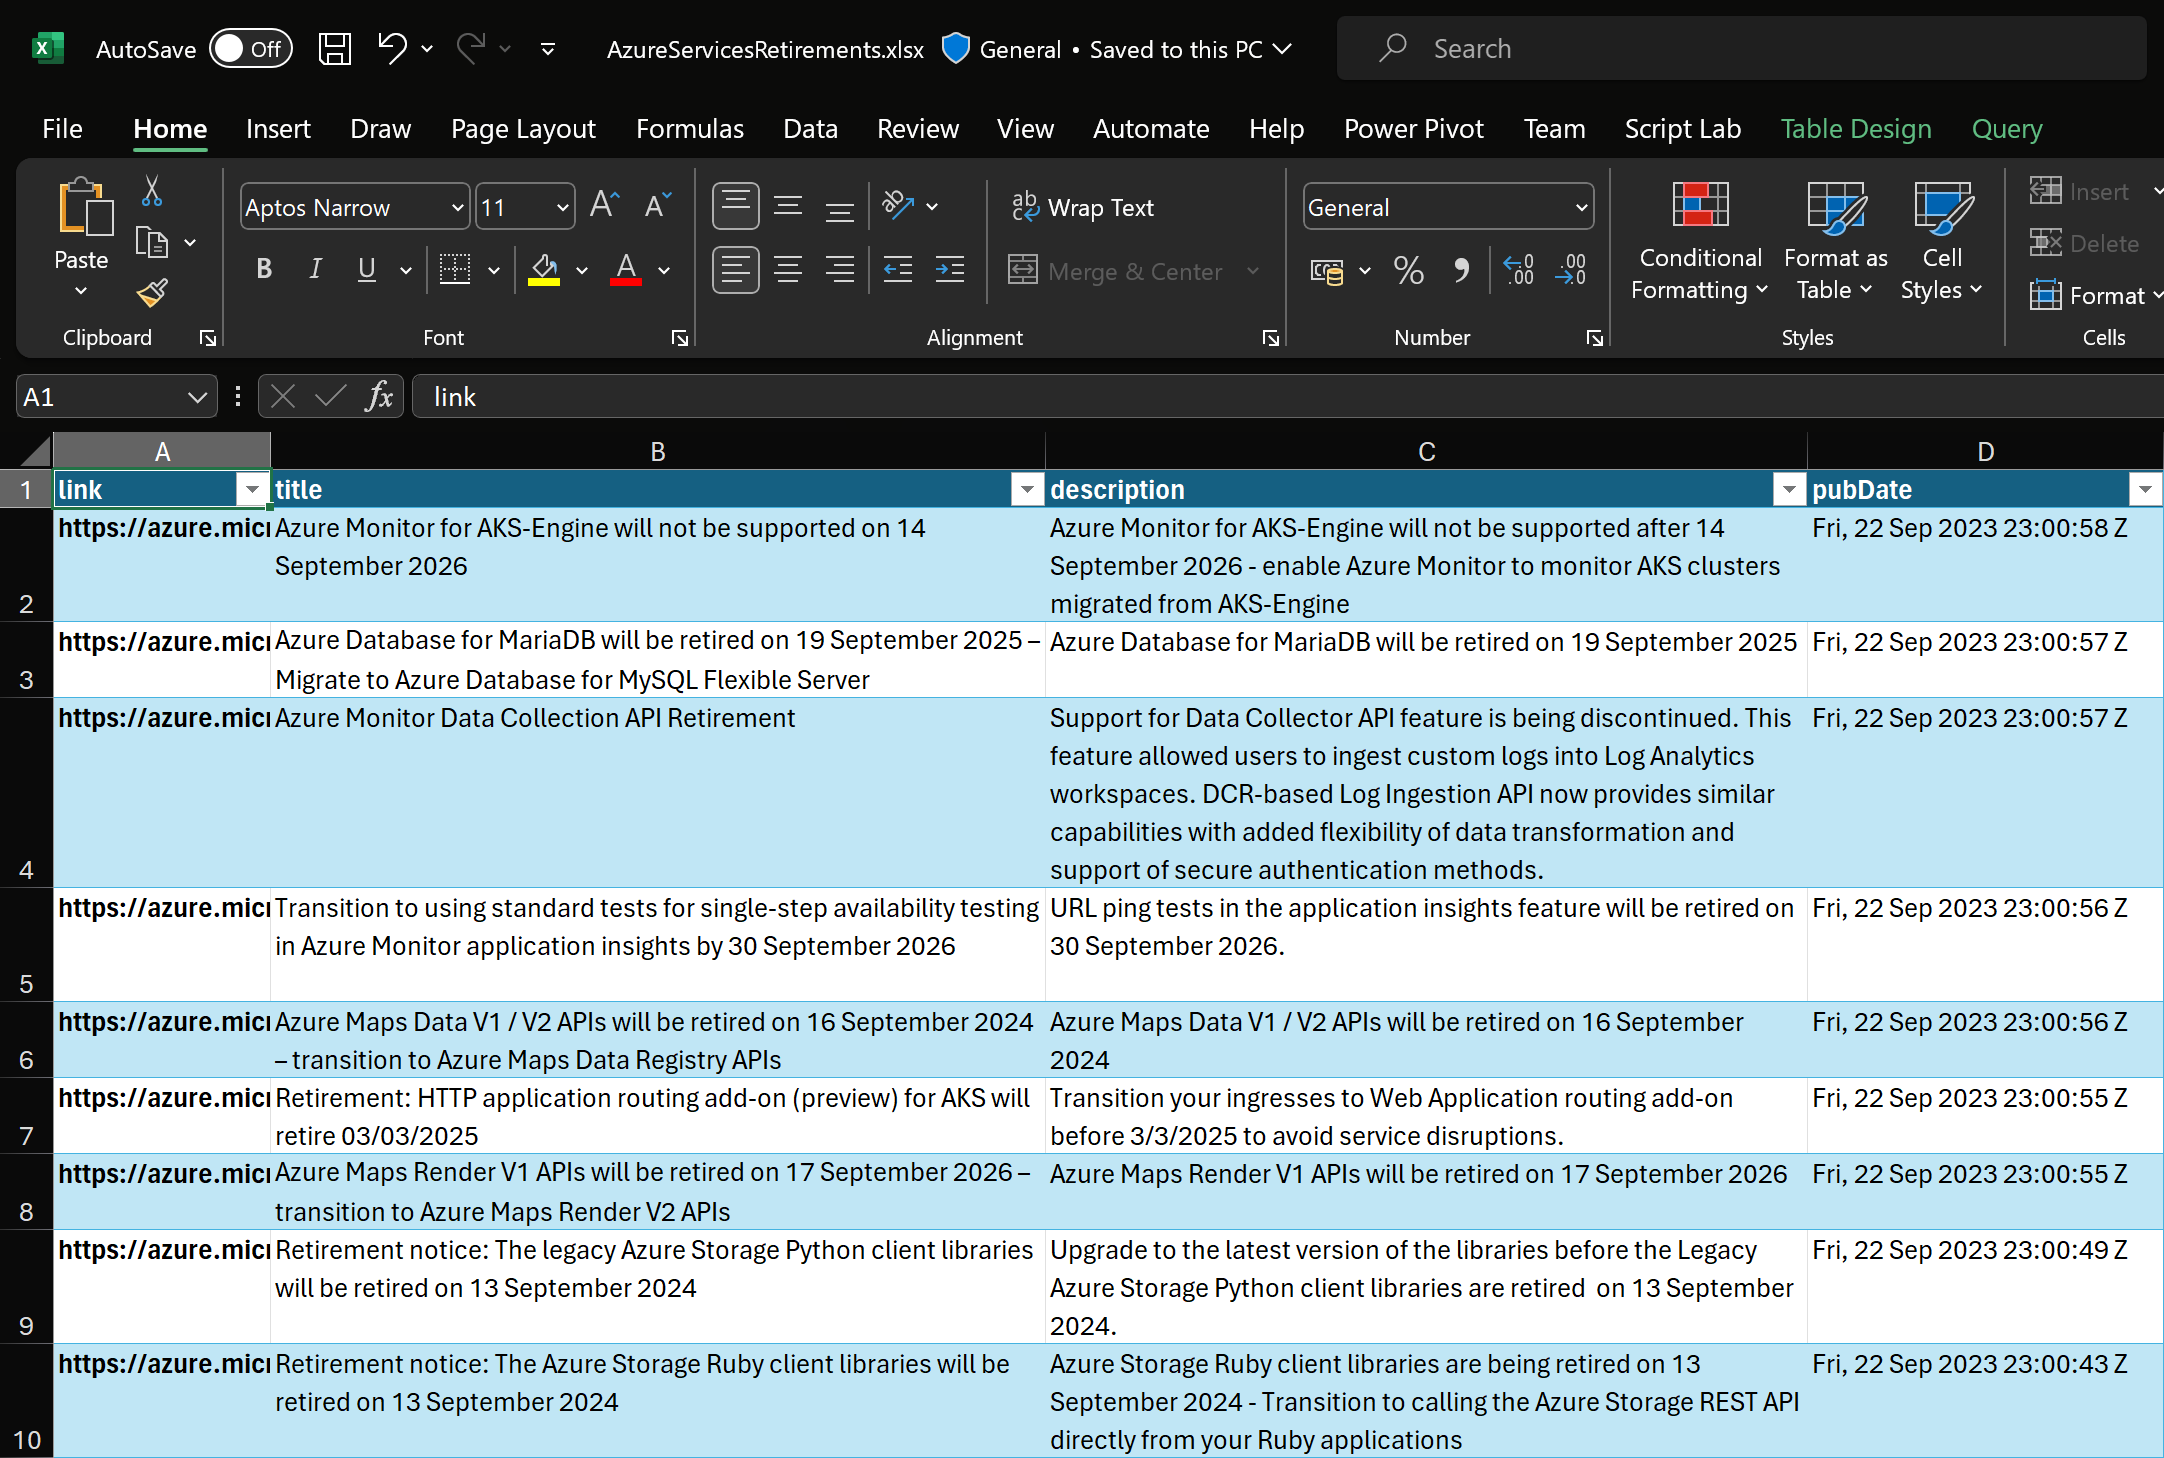 AutoSave Off AzureServicesRetirements.xlsx General • Saved to this PC Search
File Home Insert Draw Page Layout Formulas Data Review View Automate Help Power Pivot Team Script Lab Table Design Query
Paste
Clipboard
Aptos Narrow 11
B I U
Font
Wrap Text
Merge & Center
Alignment
General
Number
Conditional Formatting
Format as Table
Cell Styles
Styles
Insert
Delete
Format
Cells
A1 fx link
A B C D
1 link title description pubDate
2 https://azure.micr Azure Monitor for AKS-Engine will not be supported on 14
September 2026
Azure Monitor for AKS-Engine will not be supported after 14
September 2026 - enable Azure Monitor to monitor AKS clusters
migrated from AKS-Engine
Fri, 22 Sep 2023 23:00:58 Z
3 https://azure.micr Azure Database for MariaDB will be retired on 19 September 2025 –
Migrate to Azure Database for MySQL Flexible Server
Azure Database for MariaDB will be retired on 19 September 2025
Fri, 22 Sep 2023 23:00:57 Z
4 https://azure.micr Azure Monitor Data Collection API Retirement
Support for Data Collector API feature is being discontinued. This
feature allowed users to ingest custom logs into Log Analytics
workspaces. DCR-based Log Ingestion API now provides similar
capabilities with added flexibility of data transformation and
support of secure authentication methods.
Fri, 22 Sep 2023 23:00:57 Z
5 https://azure.micr Transition to using standard tests for single-step availability testing
in Azure Monitor application insights by 30 September 2026
URL ping tests in the application insights feature will be retired on
30 September 2026.
Fri, 22 Sep 2023 23:00:56 Z
6 https://azure.micr Azure Maps Data V1 / V2 APIs will be retired on 16 September 2024
– transition to Azure Maps Data Registry APIs
Azure Maps Data V1 / V2 APIs will be retired on 16 September
2024
Fri, 22 Sep 2023 23:00:56 Z
7 https://azure.micr Retirement: HTTP application routing add-on (preview) for AKS will
retire 03/03/2025
Transition your ingresses to Web Application routing add-on
before 3/3/2025 to avoid service disruptions.
Fri, 22 Sep 2023 23:00:55 Z
8 https://azure.micr Azure Maps Render V1 APIs will be retired on 17 September 2026 –
transition to Azure Maps Render V2 APIs
Azure Maps Render V1 APIs will be retired on 17 September 2026
Fri, 22 Sep 2023 23:00:55 Z
9 https://azure.micr Retirement notice: The legacy Azure Storage Python client libraries
will be retired on 13 September 2024
Upgrade to the latest version of the libraries before the Legacy
Azure Storage Python client libraries are retired  on 13 September
2024.
Fri, 22 Sep 2023 23:00:49 Z
10 https://azure.micr Retirement notice: The Azure Storage Ruby client libraries will be
retired on 13 September 2024
Azure Storage Ruby client libraries are being retired on 13
September 2024 - Transition to calling the Azure Storage REST API
directly from your Ruby applications
Fri, 22 Sep 2023 23:00:43 Z